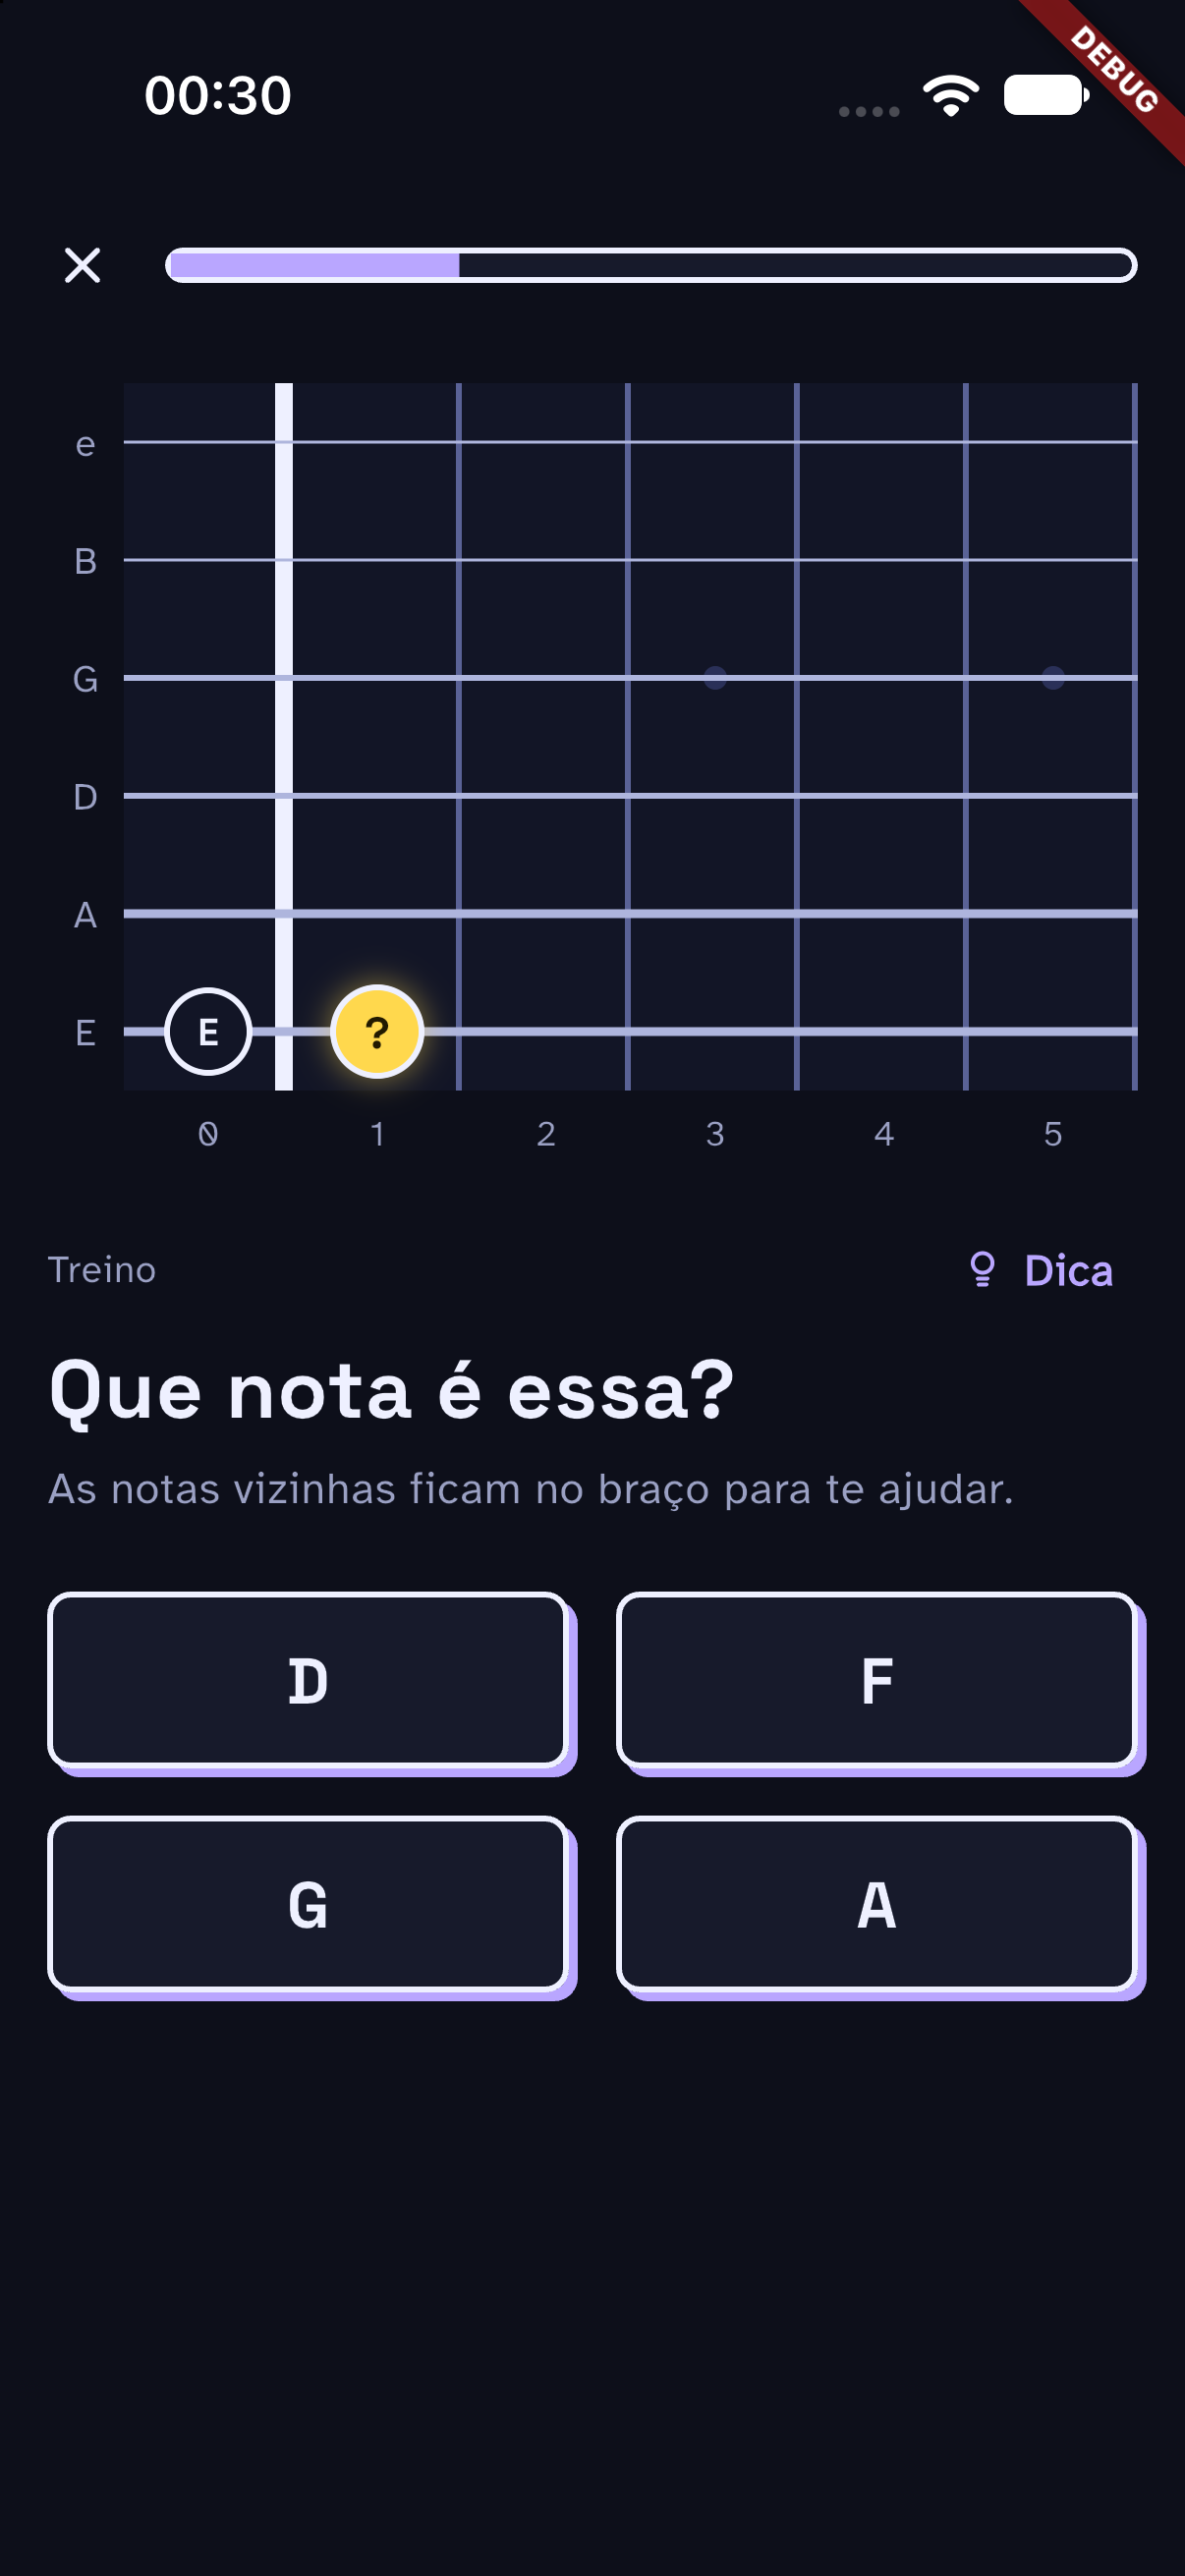 00:30
DEBUG
e
B
G
D
A
E E ?
0 1 2 3 4 5
Treino Dica
Que nota é essa?
As notas vizinhas ficam no braço para te ajudar.
D F
G A